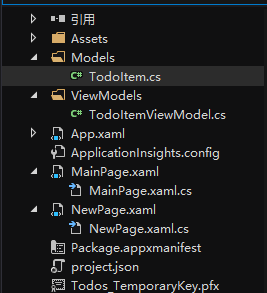 引用
Assets
Models
C# TodoItem.cs
ViewModels
C# TodoItemViewModel.cs
App.xaml
ApplicationInsights.config
MainPage.xaml
MainPage.xaml.cs
NewPage.xaml
NewPage.xaml.cs
Package.appxmanifest
project.json
Todos_TemporaryKey.pfx